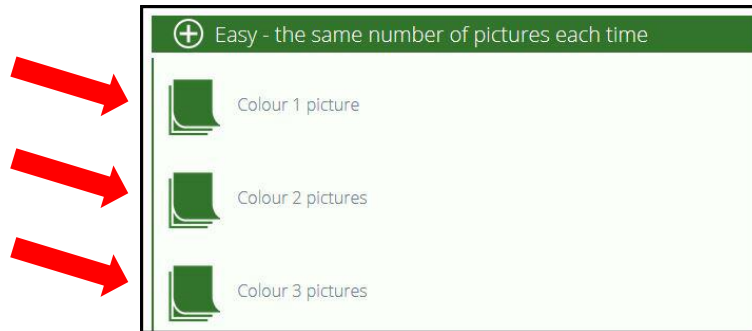 Easy - the same number of pictures each time
Colour 1 picture
Colour 2 pictures
Colour 3 pictures